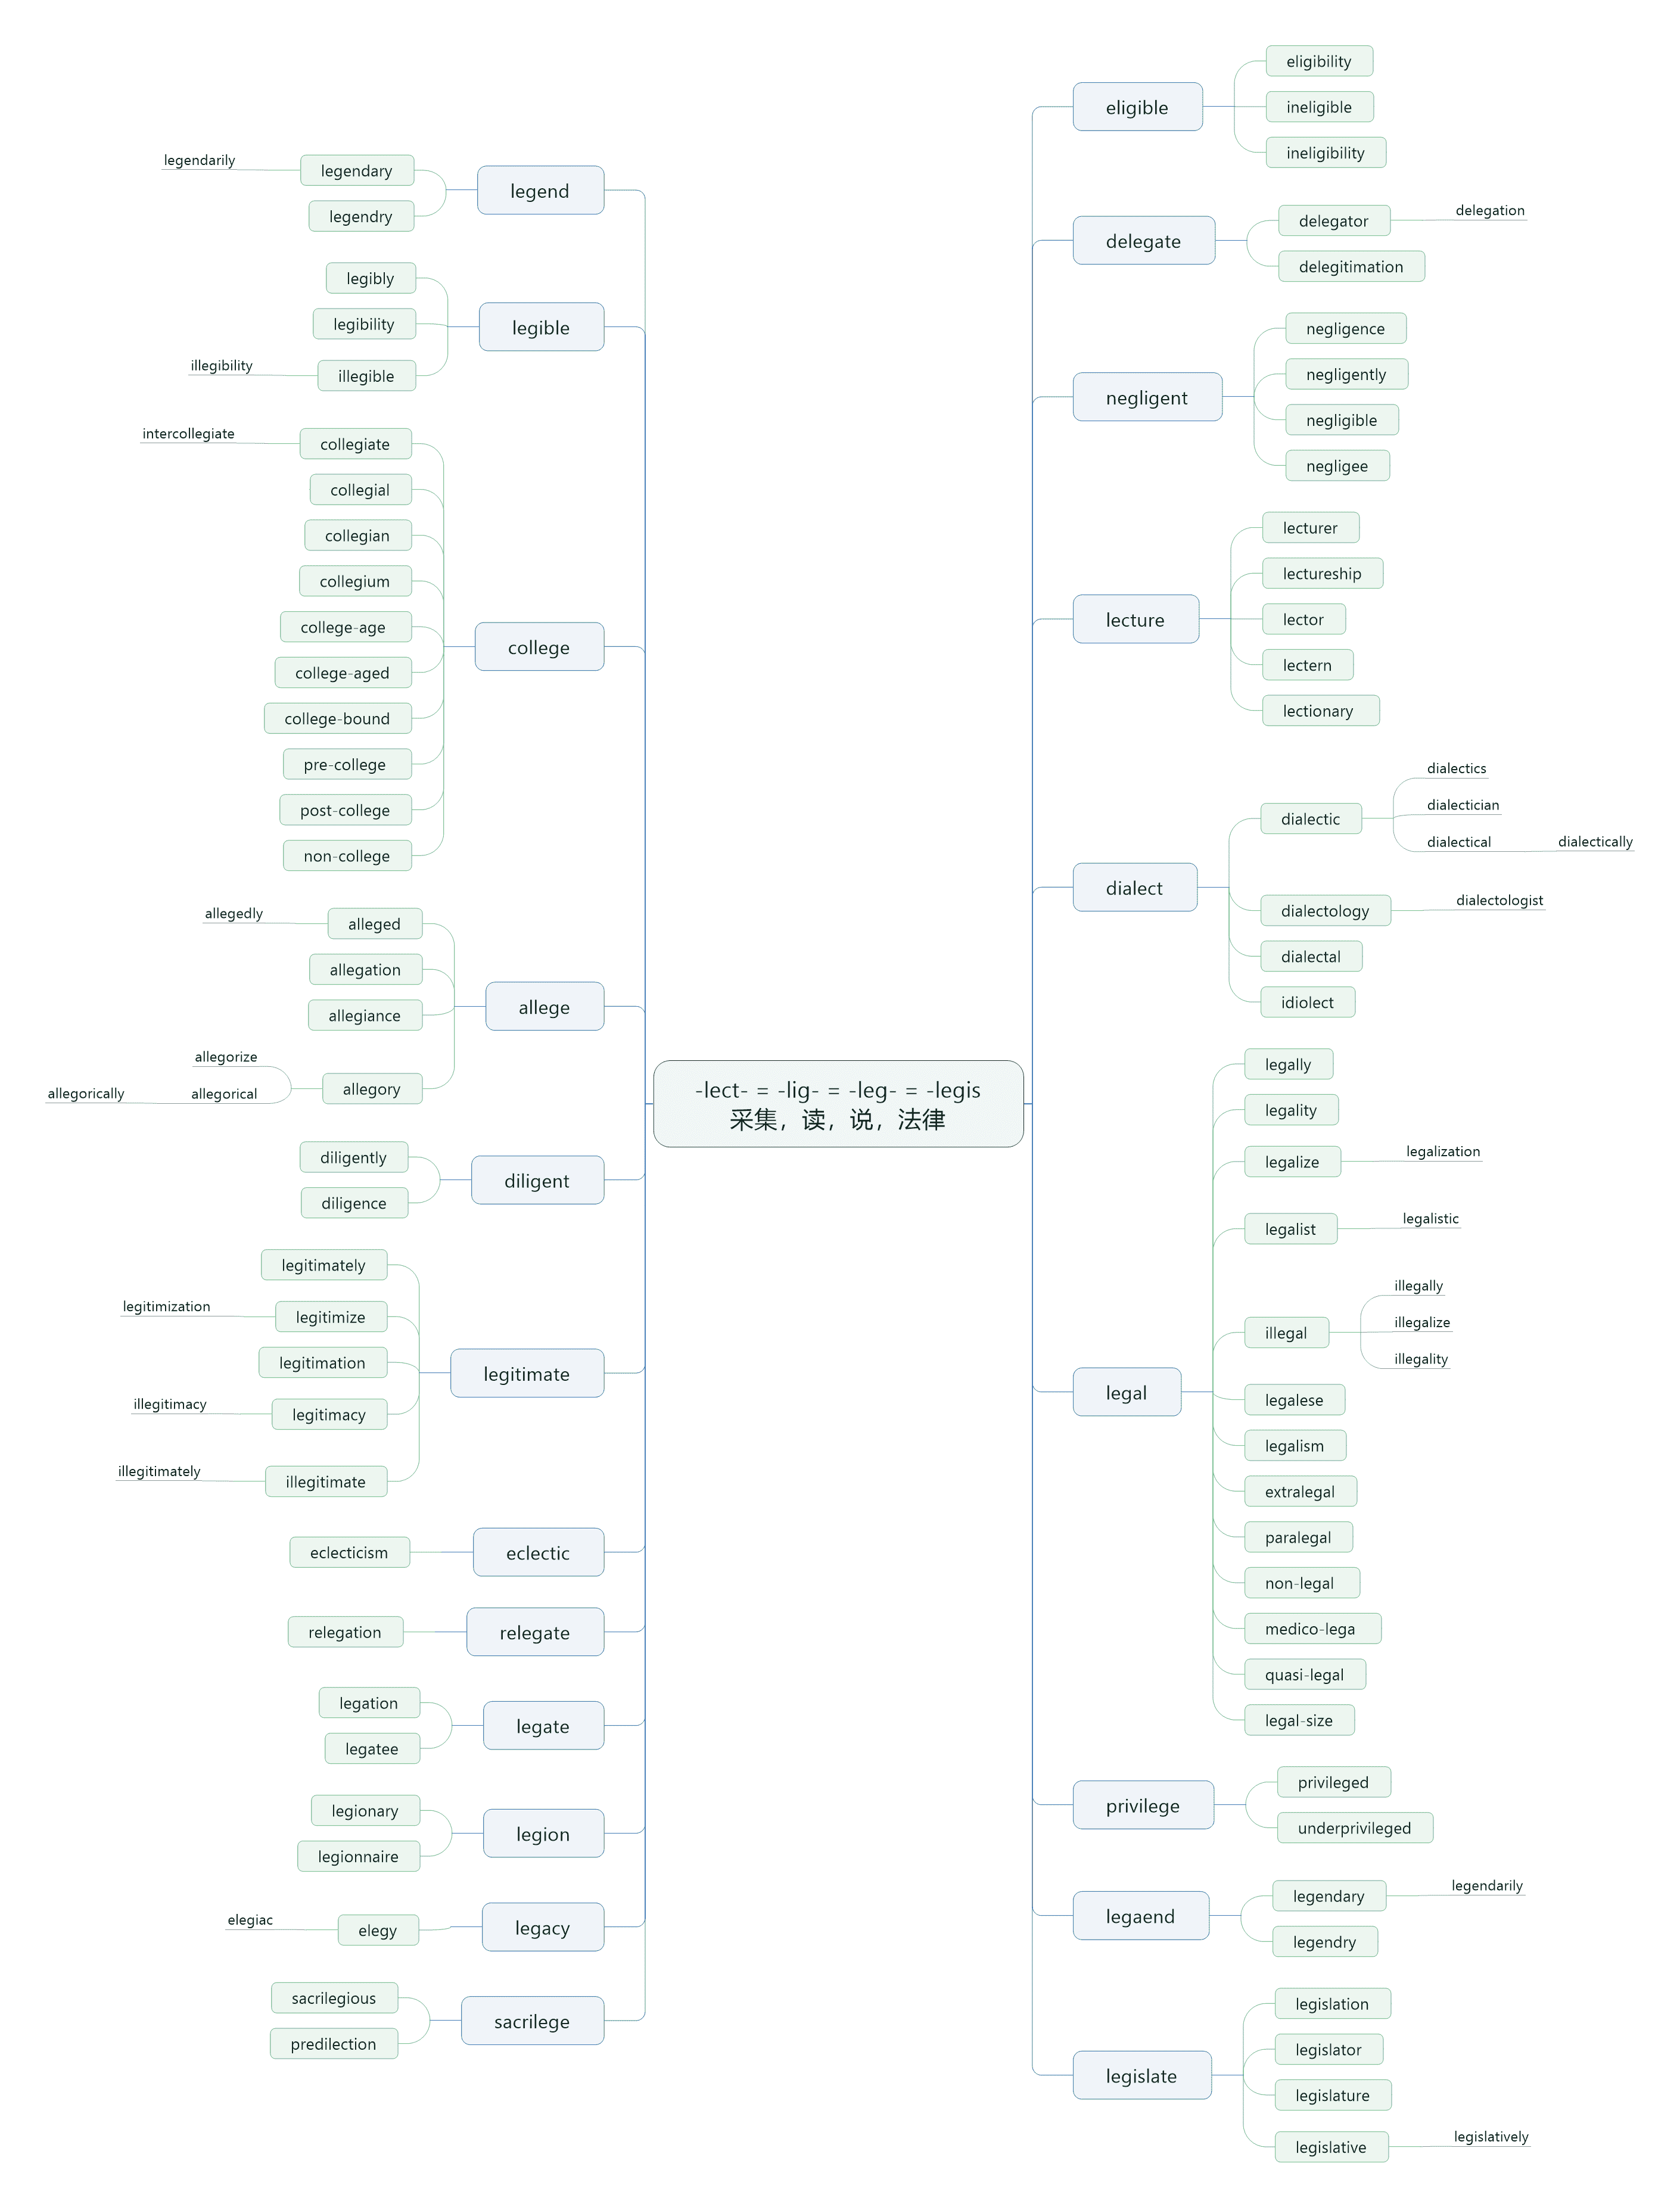 -lect- = -lig- = -leg- = -legis
采集，读，说，法律
eligible
eligibility
ineligible
ineligibility
delegate
delegator
delegation
delegitimation
negligent
negligence
negligently
negligible
negligee
lecture
lecturer
lectureship
lector
lectern
lectionary
dialect
dialectic
dialectics
dialectician
dialectical
dialectically
dialectology
dialectologist
dialectal
idiolect
legal
legally
legality
legalize
legalization
legalist
legalistic
illegal
illegally
illegalize
illegality
legalese
legalism
extralegal
paralegal
non-legal
medico-lega
quasi-legal
legal-size
privilege
privileged
underprivileged
legaend
legendary
legendarily
legendry
legislate
legislation
legislator
legislature
legislative
legislatively
legend
legendary
legendarily
legendry
legible
legibly
legibility
illegible
illegibility
college
collegiate
intercollegiate
collegial
collegian
collegium
college-age
college-aged
college-bound
pre-college
post-college
non-college
allege
alleged
allegedly
allegation
allegiance
allegory
allegorize
allegorical
allegorically
diligent
diligently
diligence
legitimate
legitimately
legitimize
legitimization
legitimation
legitimacy
illegitimacy
illegitimate
illegitimately
eclectic
eclecticism
relegate
relegation
legate
legation
legatee
legion
legionary
legionnaire
legacy
elegy
elegiac
sacrilege
sacrilegious
predilection